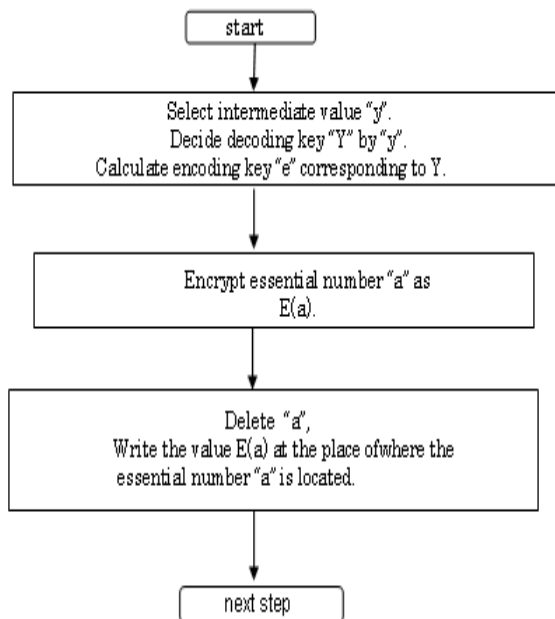 start
Select intermediate value "y".
Decide decoding key "Y" by "y".
Calculate encoding key "e" corresponding to Y.
Encrypt essential number "a" as
E(a).
Delete "a",
Write the value E(a) at the place ofwhere the
essential number "a" is located.
next step